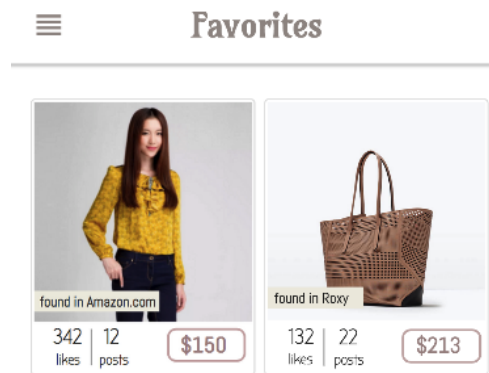 Favorites
found in Amazon.com
found in Roxy
342 12 $150
likes posts
132 22 $213
likes posts